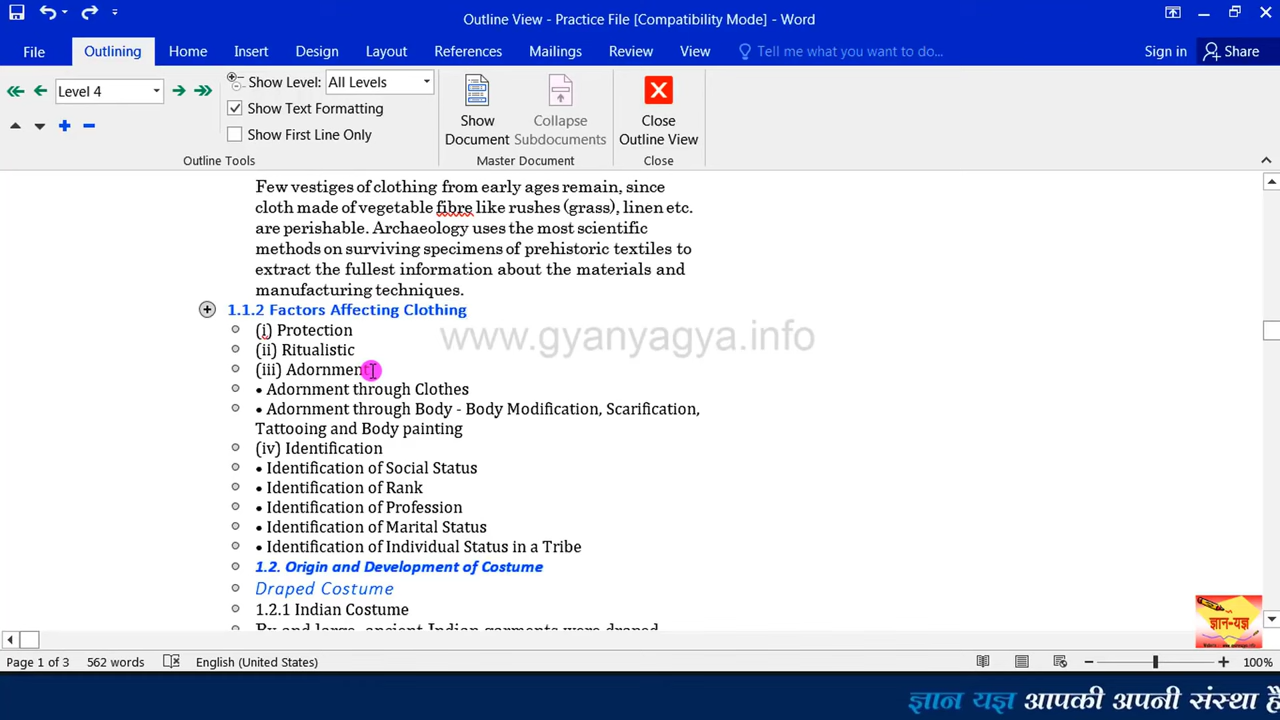 Outline View - Practice File [Compatibility Mode] - Word
File Outlining Home Insert Design Layout References Mailings Review View Tell me what you want to do... Sign in Share
Level 4
Show Level: All Levels
Show Text Formatting
Show First Line Only
Show Document
Collapse Subdocuments
Close Outline View
Outline Tools Master Document Close
Few vestiges of clothing from early ages remain, since
cloth made of vegetable fibre like rushes (grass), linen etc.
are perishable. Archaeology uses the most scientific
methods on surviving specimens of prehistoric textiles to
extract the fullest information about the materials and
manufacturing techniques.
1.1.2 Factors Affecting Clothing
(i) Protection
www.gyanyagya.info
(ii) Ritualistic
(iii) Adornment
• Adornment through Clothes
• Adornment through Body - Body Modification, Scarification,
Tattooing and Body painting
(iv) Identification
• Identification of Social Status
• Identification of Rank
• Identification of Profession
• Identification of Marital Status
• Identification of Individual Status in a Tribe
1.2. Origin and Development of Costume
Draped Costume
1.2.1 Indian Costume
By and large, ancient Indian garments were draped
ज्ञान-यज्ञ
Page 1 of 3 562 words English (United States) 100%
ज्ञान यज्ञ आपकी अपनी संस्था है